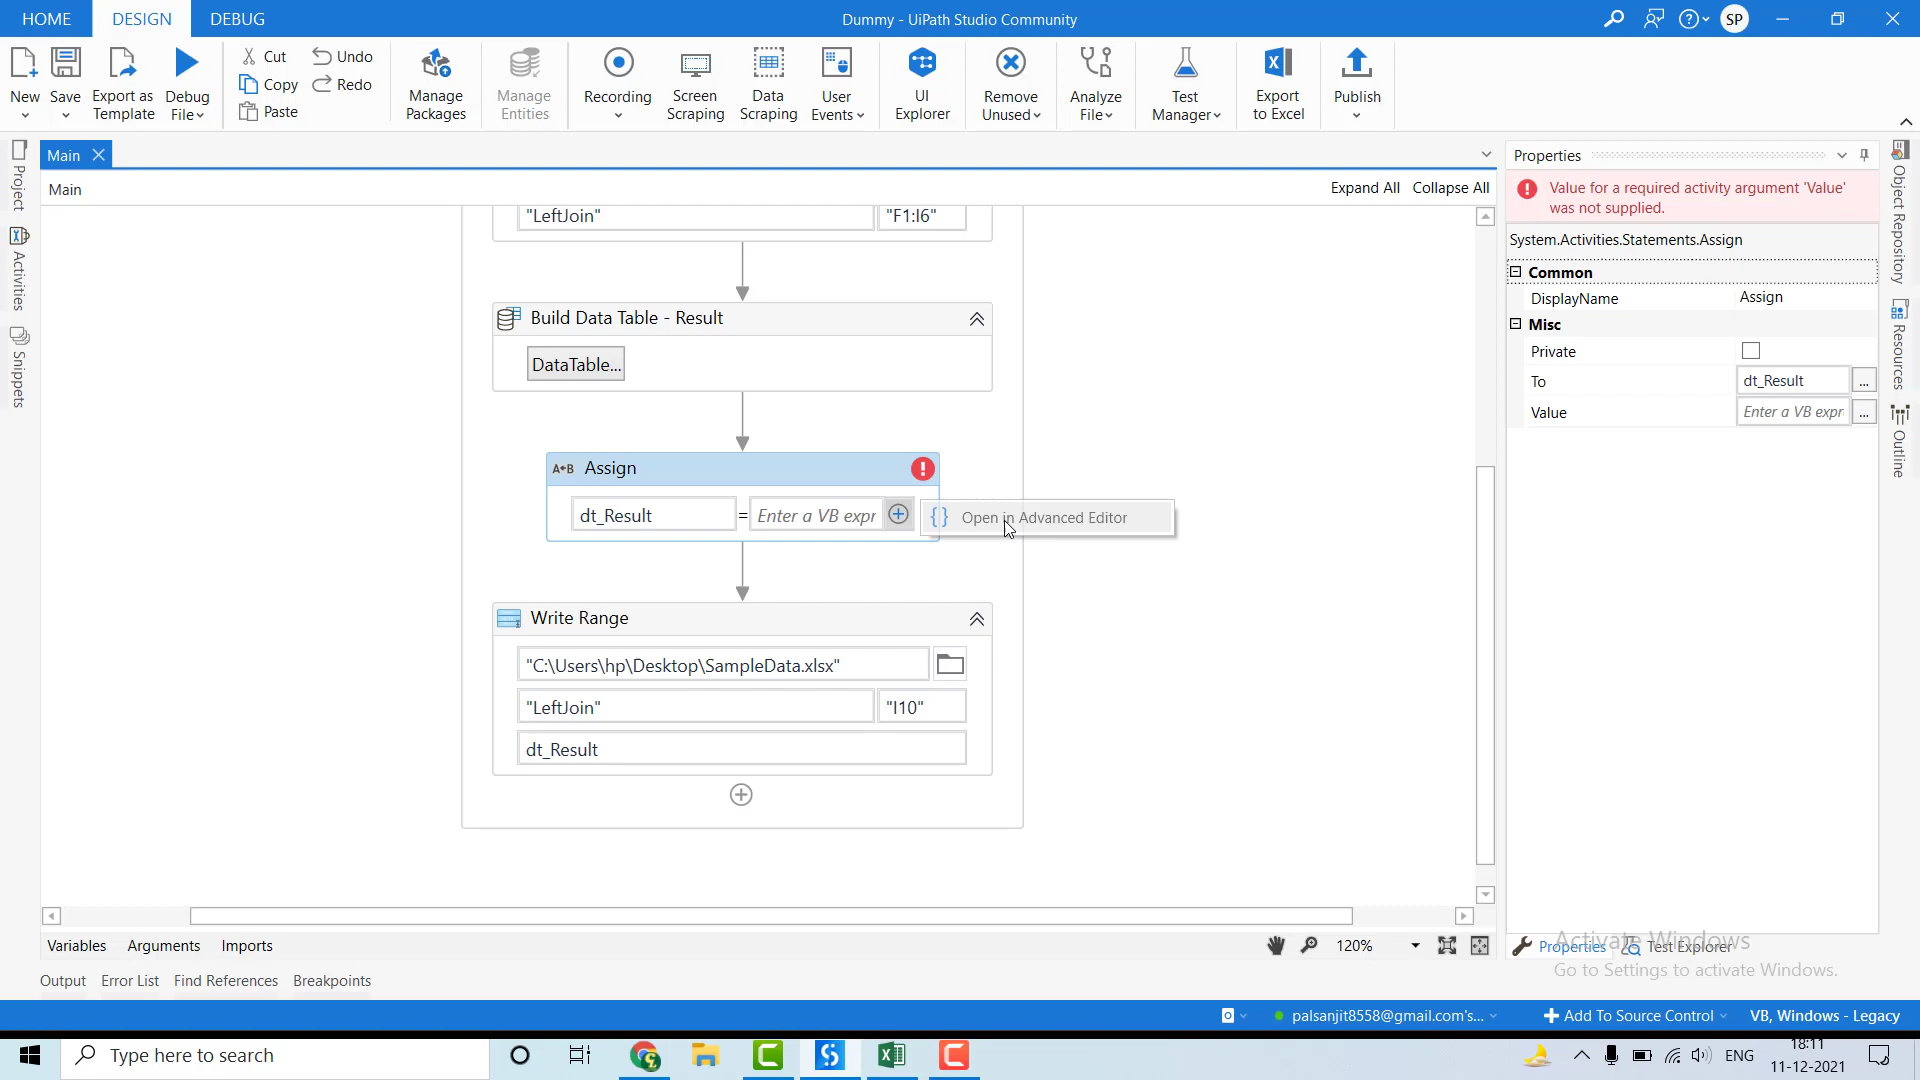 HOME DESIGN DEBUG
Dummy - UiPath Studio Community
SP
New
Save
Export as
Template
Debug
File
Cut
Copy
Paste
Undo
Redo
Manage
Packages
Manage
Entities
Recording
Screen
Scraping
Data
Scraping
User
Events
UI
Explorer
Remove
Unused
Analyze
File
Test
Manager
Export
to Excel
Publish
Project
Activities
Snippets
Main
Main
Expand All Collapse All
"LeftJoin" "F1:I6"
Build Data Table - Result
DataTable...
A+B Assign
dt_Result = Enter a VB expr
Open in Advanced Editor
Write Range
"C:\Users\hp\Desktop\SampleData.xlsx"
"LeftJoin" "I10"
dt_Result
Properties
Value for a required activity argument 'Value'
was not supplied.
System.Activities.Statements.Assign
Common
DisplayName Assign
Misc
Private
To dt_Result ...
Value Enter a VB expr ...
Object Repository
Resources
Outline
Variables Arguments Imports
120%
Properties Test Explorer
Activate Windows
Go to Settings to activate Windows.
Output Error List Find References Breakpoints
palsanjit8558@gmail.com's...
Add To Source Control
VB, Windows - Legacy
Type here to search
ENG
18:11
11-12-2021